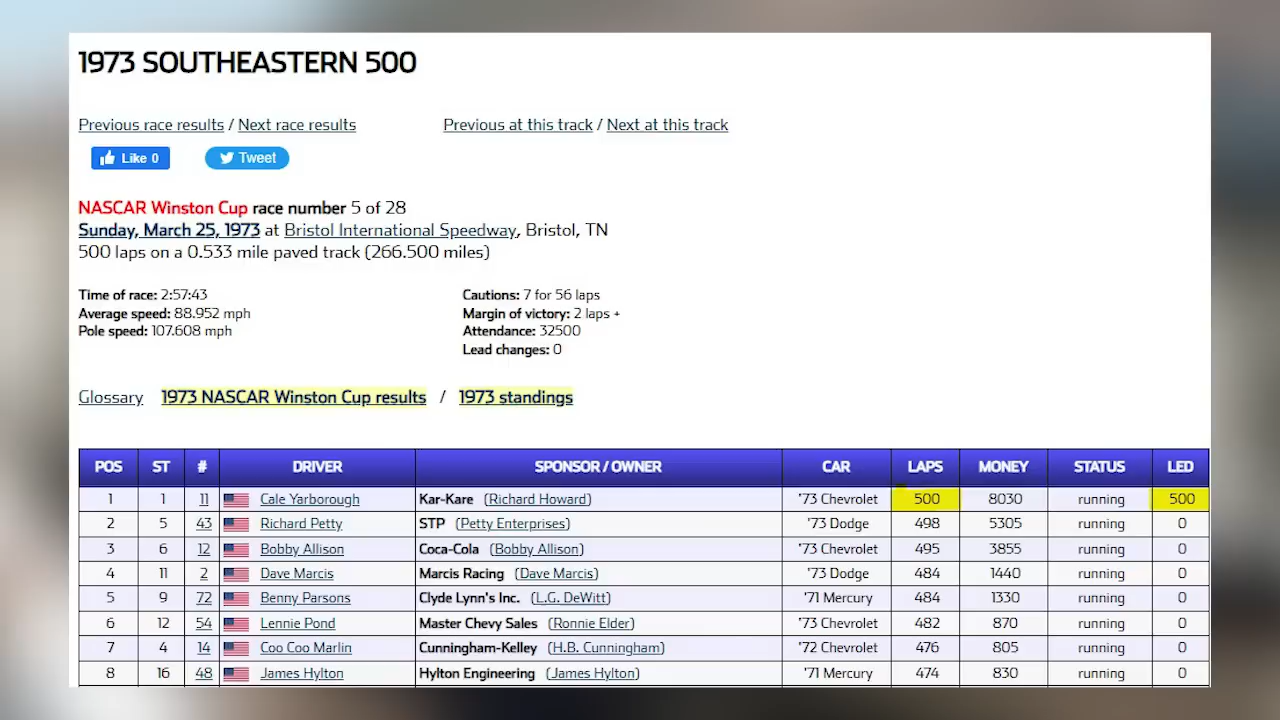 1973 SOUTHEASTERN 500
Previous race results / Next race results Previous at this track / Next at this track
Like 0 Tweet
NASCAR Winston Cup race number 5 of 28
Sunday, March 25, 1973 at Bristol International Speedway, Bristol, TN
500 laps on a 0.533 mile paved track (266.500 miles)
Time of race: 2:57:43 Cautions: 7 for 56 laps
Average speed: 88.952 mph Margin of victory: 2 laps +
Pole speed: 107.608 mph Attendance: 32500
Lead changes: 0
Glossary 1973 NASCAR Winston Cup results / 1973 standings
POS ST # DRIVER SPONSOR / OWNER CAR LAPS MONEY STATUS LED
1 1 11 Cale Yarborough Kar-Kare (Richard Howard) '73 Chevrolet 500 8030 running 500
2 5 43 Richard Petty STP (Petty Enterprises) '73 Dodge 498 5305 running 0
3 6 12 Bobby Allison Coca-Cola (Bobby Allison) '73 Chevrolet 495 3855 running 0
4 11 2 Dave Marcis Marcis Racing (Dave Marcis) '73 Dodge 484 1440 running 0
5 9 72 Benny Parsons Clyde Lynn's Inc. (L.G. DeWitt) '71 Mercury 484 1330 running 0
6 12 54 Lennie Pond Master Chevy Sales (Ronnie Elder) '73 Chevrolet 482 870 running 0
7 4 14 Coo Coo Marlin Cunningham-Kelley (H.B. Cunningham) '72 Chevrolet 476 805 running 0
8 16 48 James Hylton Hylton Engineering (James Hylton) '71 Mercury 474 830 running 0